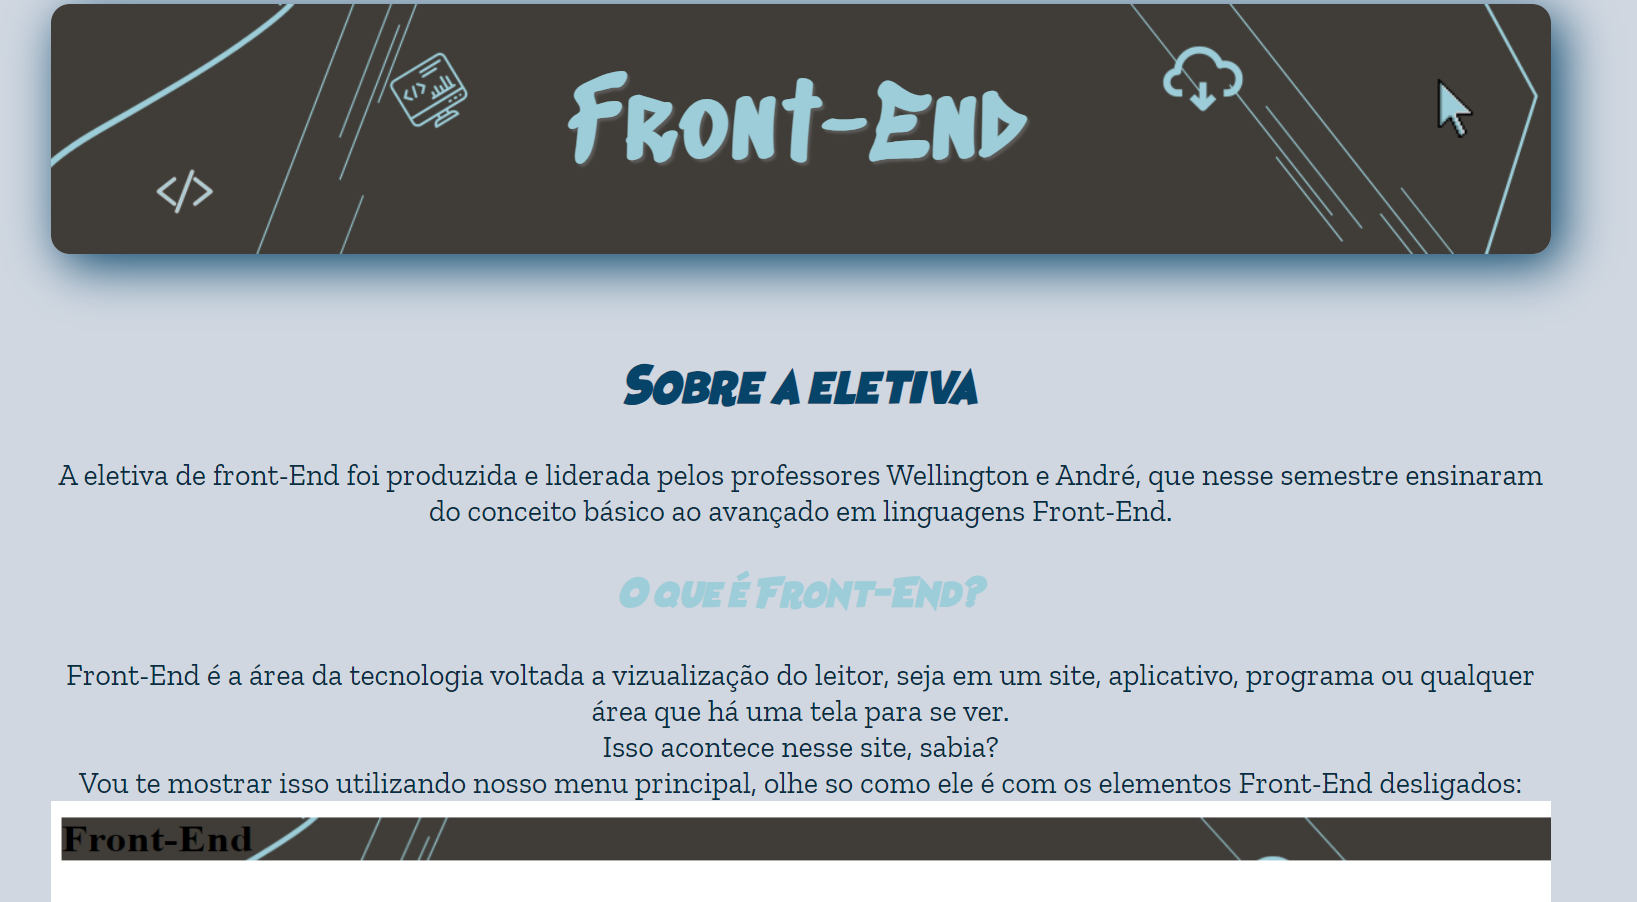 Front-End
</>
</>
Sobre a eletiva
A eletiva de front-End foi produzida e liderada pelos professores Wellington e André, que nesse semestre ensinaram
do conceito básico ao avançado em linguagens Front-End.
O que é Front-End?
Front-End é a área da tecnologia voltada a vizualização do leitor, seja em um site, aplicativo, programa ou qualquer
área que há uma tela para se ver.
Isso acontece nesse site, sabia?
Vou te mostrar isso utilizando nosso menu principal, olhe so como ele é com os elementos Front-End desligados:
Front-End